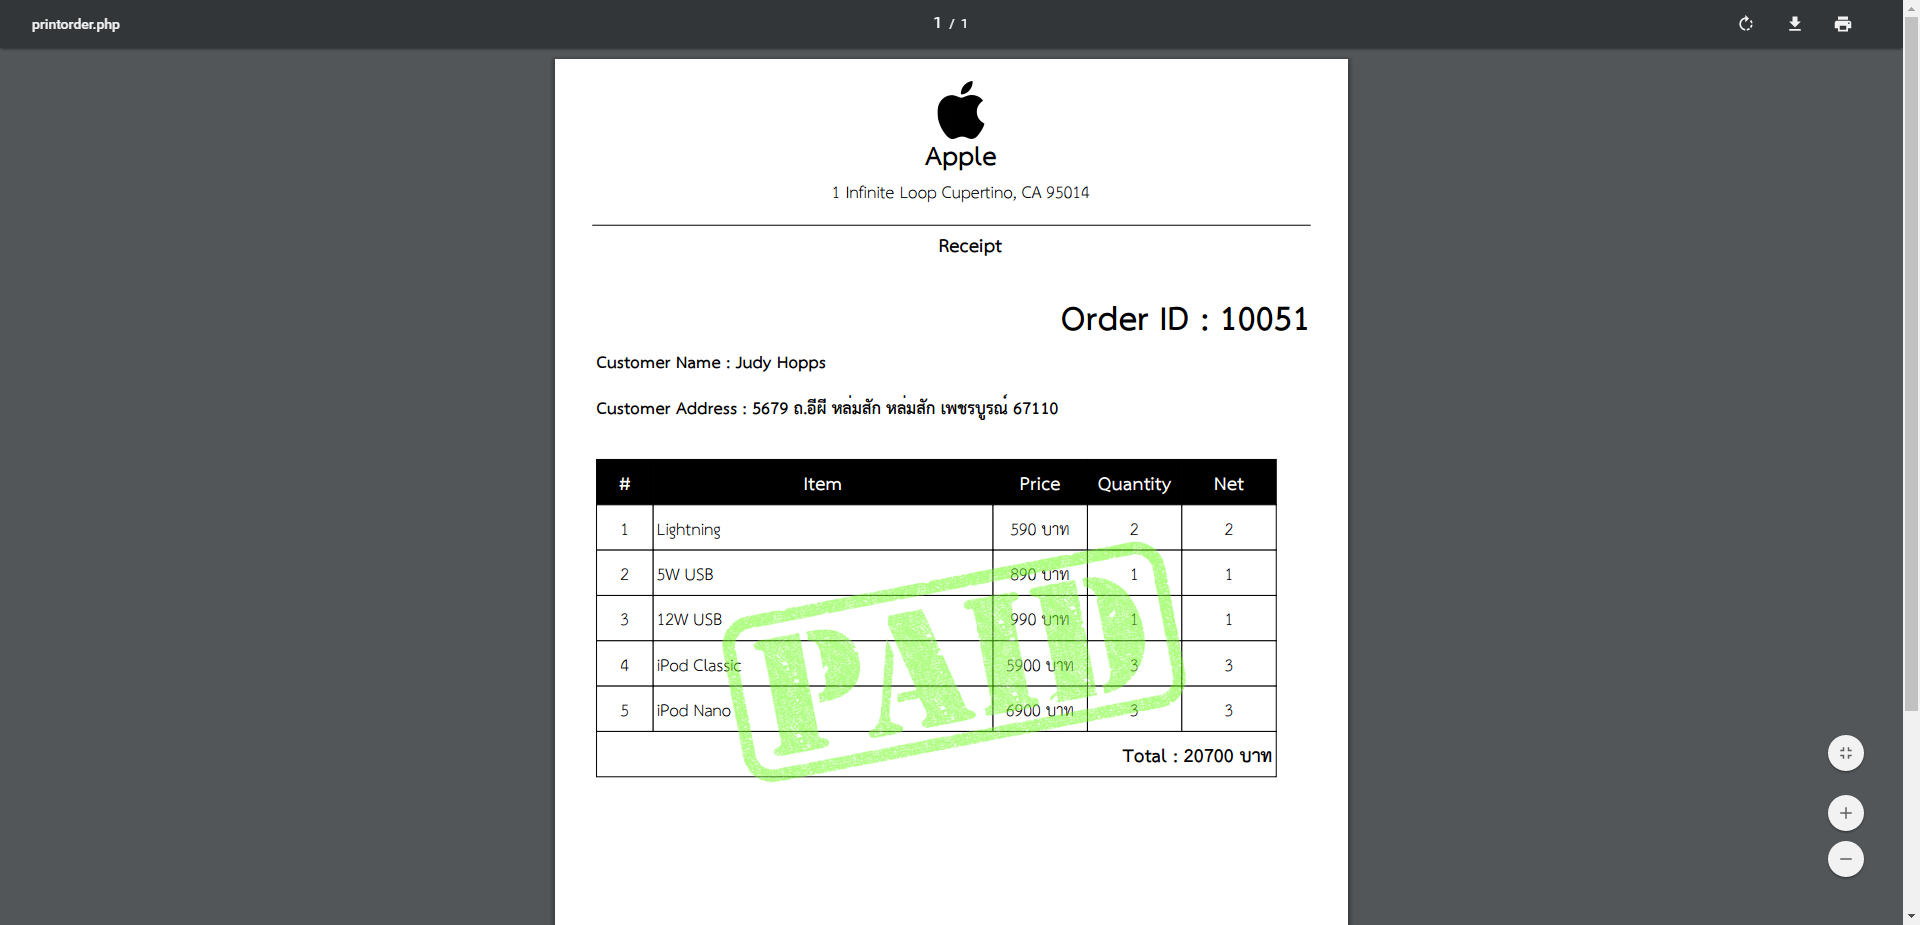 printorder.php
1 / 1
Apple
1 Infinite Loop Cupertino, CA 95014
Receipt
Order ID : 10051
Customer Name : Judy Hopps
Customer Address : 5679 ถ.อีผี หล่มสัก หล่มสัก เพชรบูรณ์ 67110
# Item Price Quantity Net
1 Lightning 590 บาท 2 2
2 5W USB 890 บาท 1 1
3 12W USB 990 บาท 1 1
4 iPod Classic 5900 บาท 3 3
5 iPod Nano 6900 บาท 3 3
PAID
Total : 20700 บาท